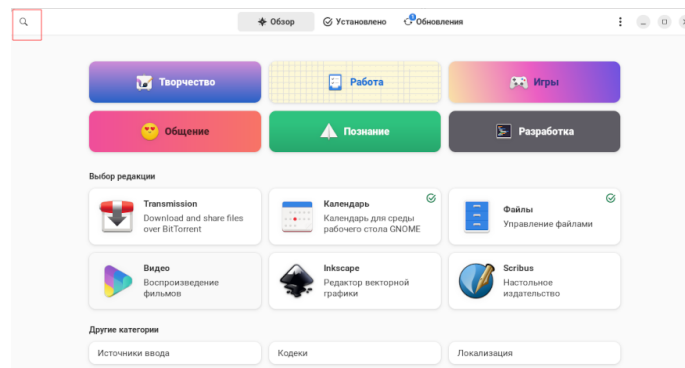 Обзор Установлено 1 Обновления
Творчество Работа Игры
Общение Познание Разработка
Выбор редакции
Transmission
Download and share files
over BitTorrent
Календарь
Календарь для среды
рабочего стола GNOME
Файлы
Управление файлами
Видео
Воспроизведение
фильмов
Inkscape
Редактор векторной
графики
Scribus
Настольное
издательство
Другие категории
Источники ввода Кодеки Локализация